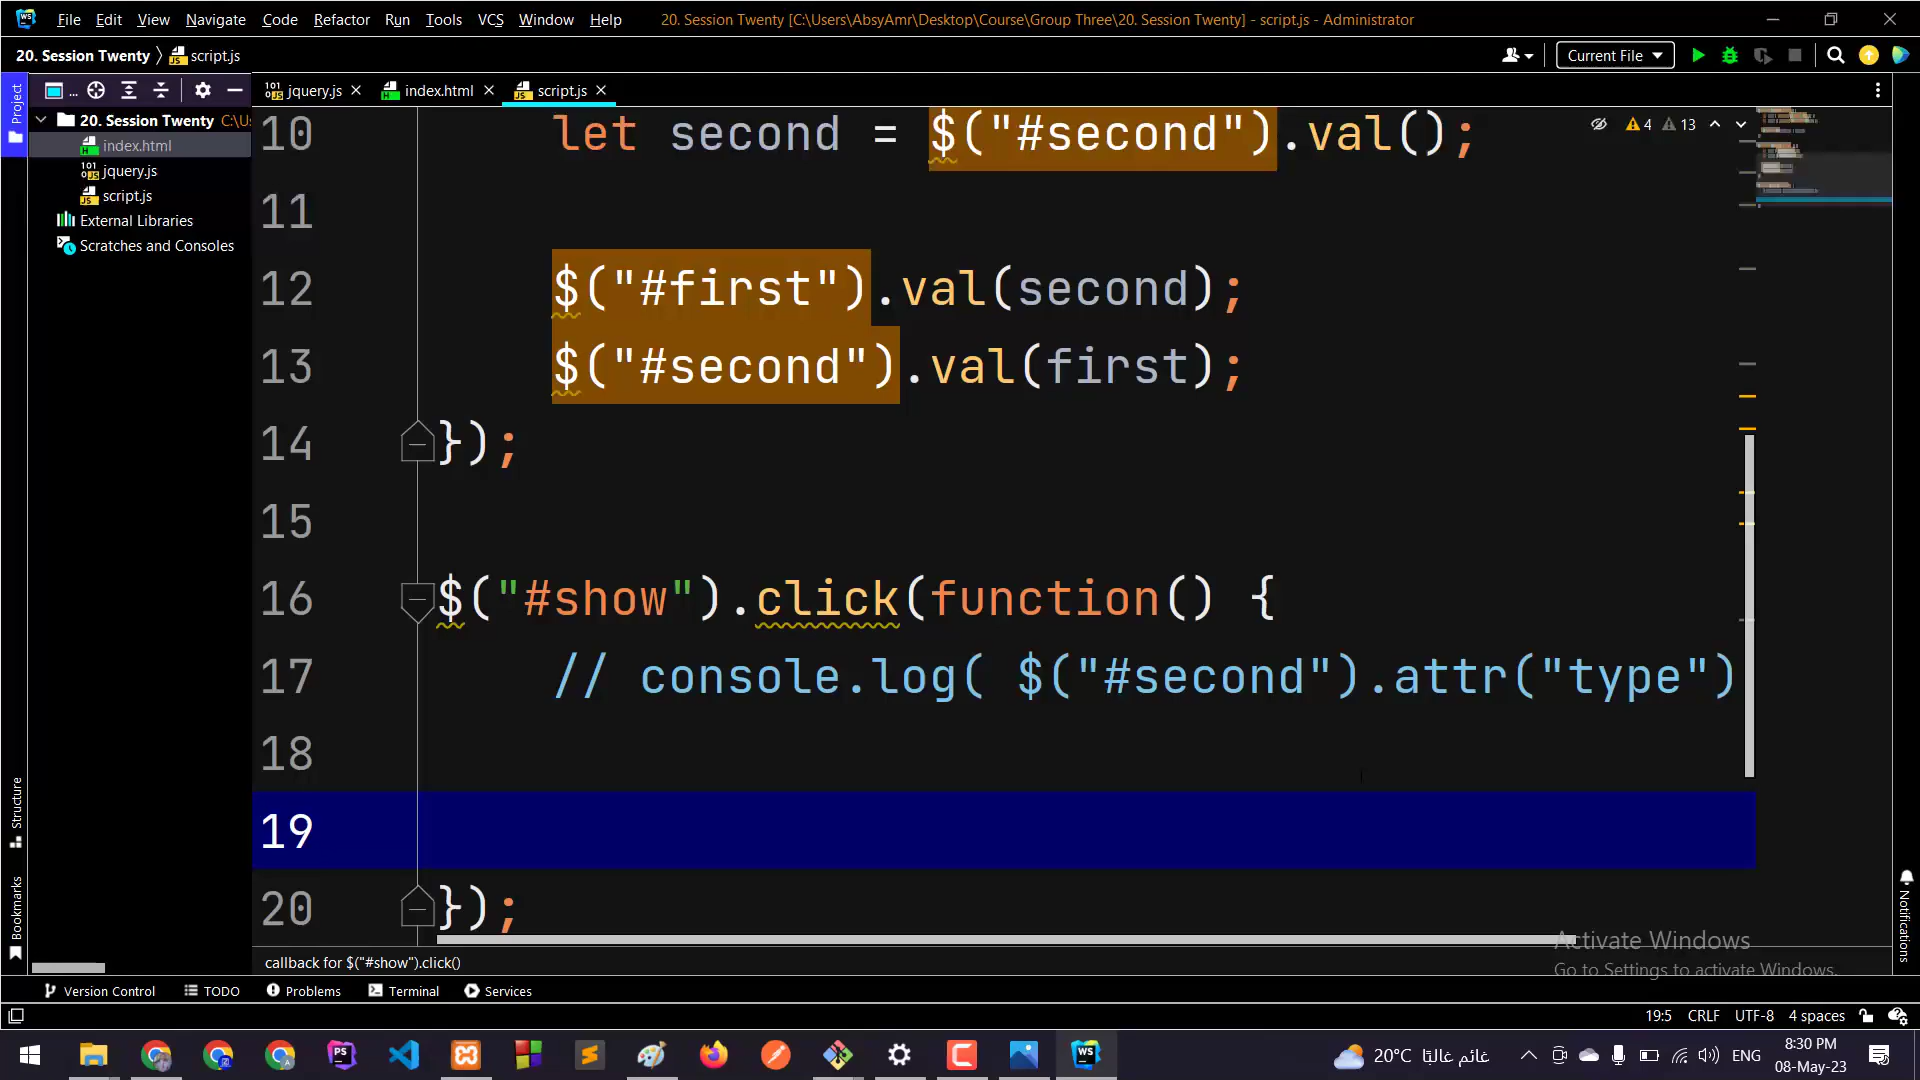 File Edit View Navigate Code Refactor Run Tools VCS Window Help 20. Session Twenty [C:\Users\AbsyAmr\Desktop\Course\Group Three\20. Session Twenty] - script.js - Administrator
20. Session Twenty script.js Current File
Project
... jquery.js index.html script.js
20. Session Twenty C:\Us
index.html
jquery.js
script.js
External Libraries
Scratches and Consoles
4 13
10 let second = $("#second").val();
11
12 $("#first").val(second);
13 $("#second").val(first);
14 });
15
16 $("#show").click(function() {
17 // console.log( $("#second").attr("type")
18
19
20 });
Structure
Bookmarks
Notifications
Activate Windows
Go to Settings to activate Windows.
callback for $("#show").click()
Version Control TODO Problems Terminal Services
19:5 CRLF UTF-8 4 spaces
20°C غائم غالبًا ENG 8:30 PM
08-May-23